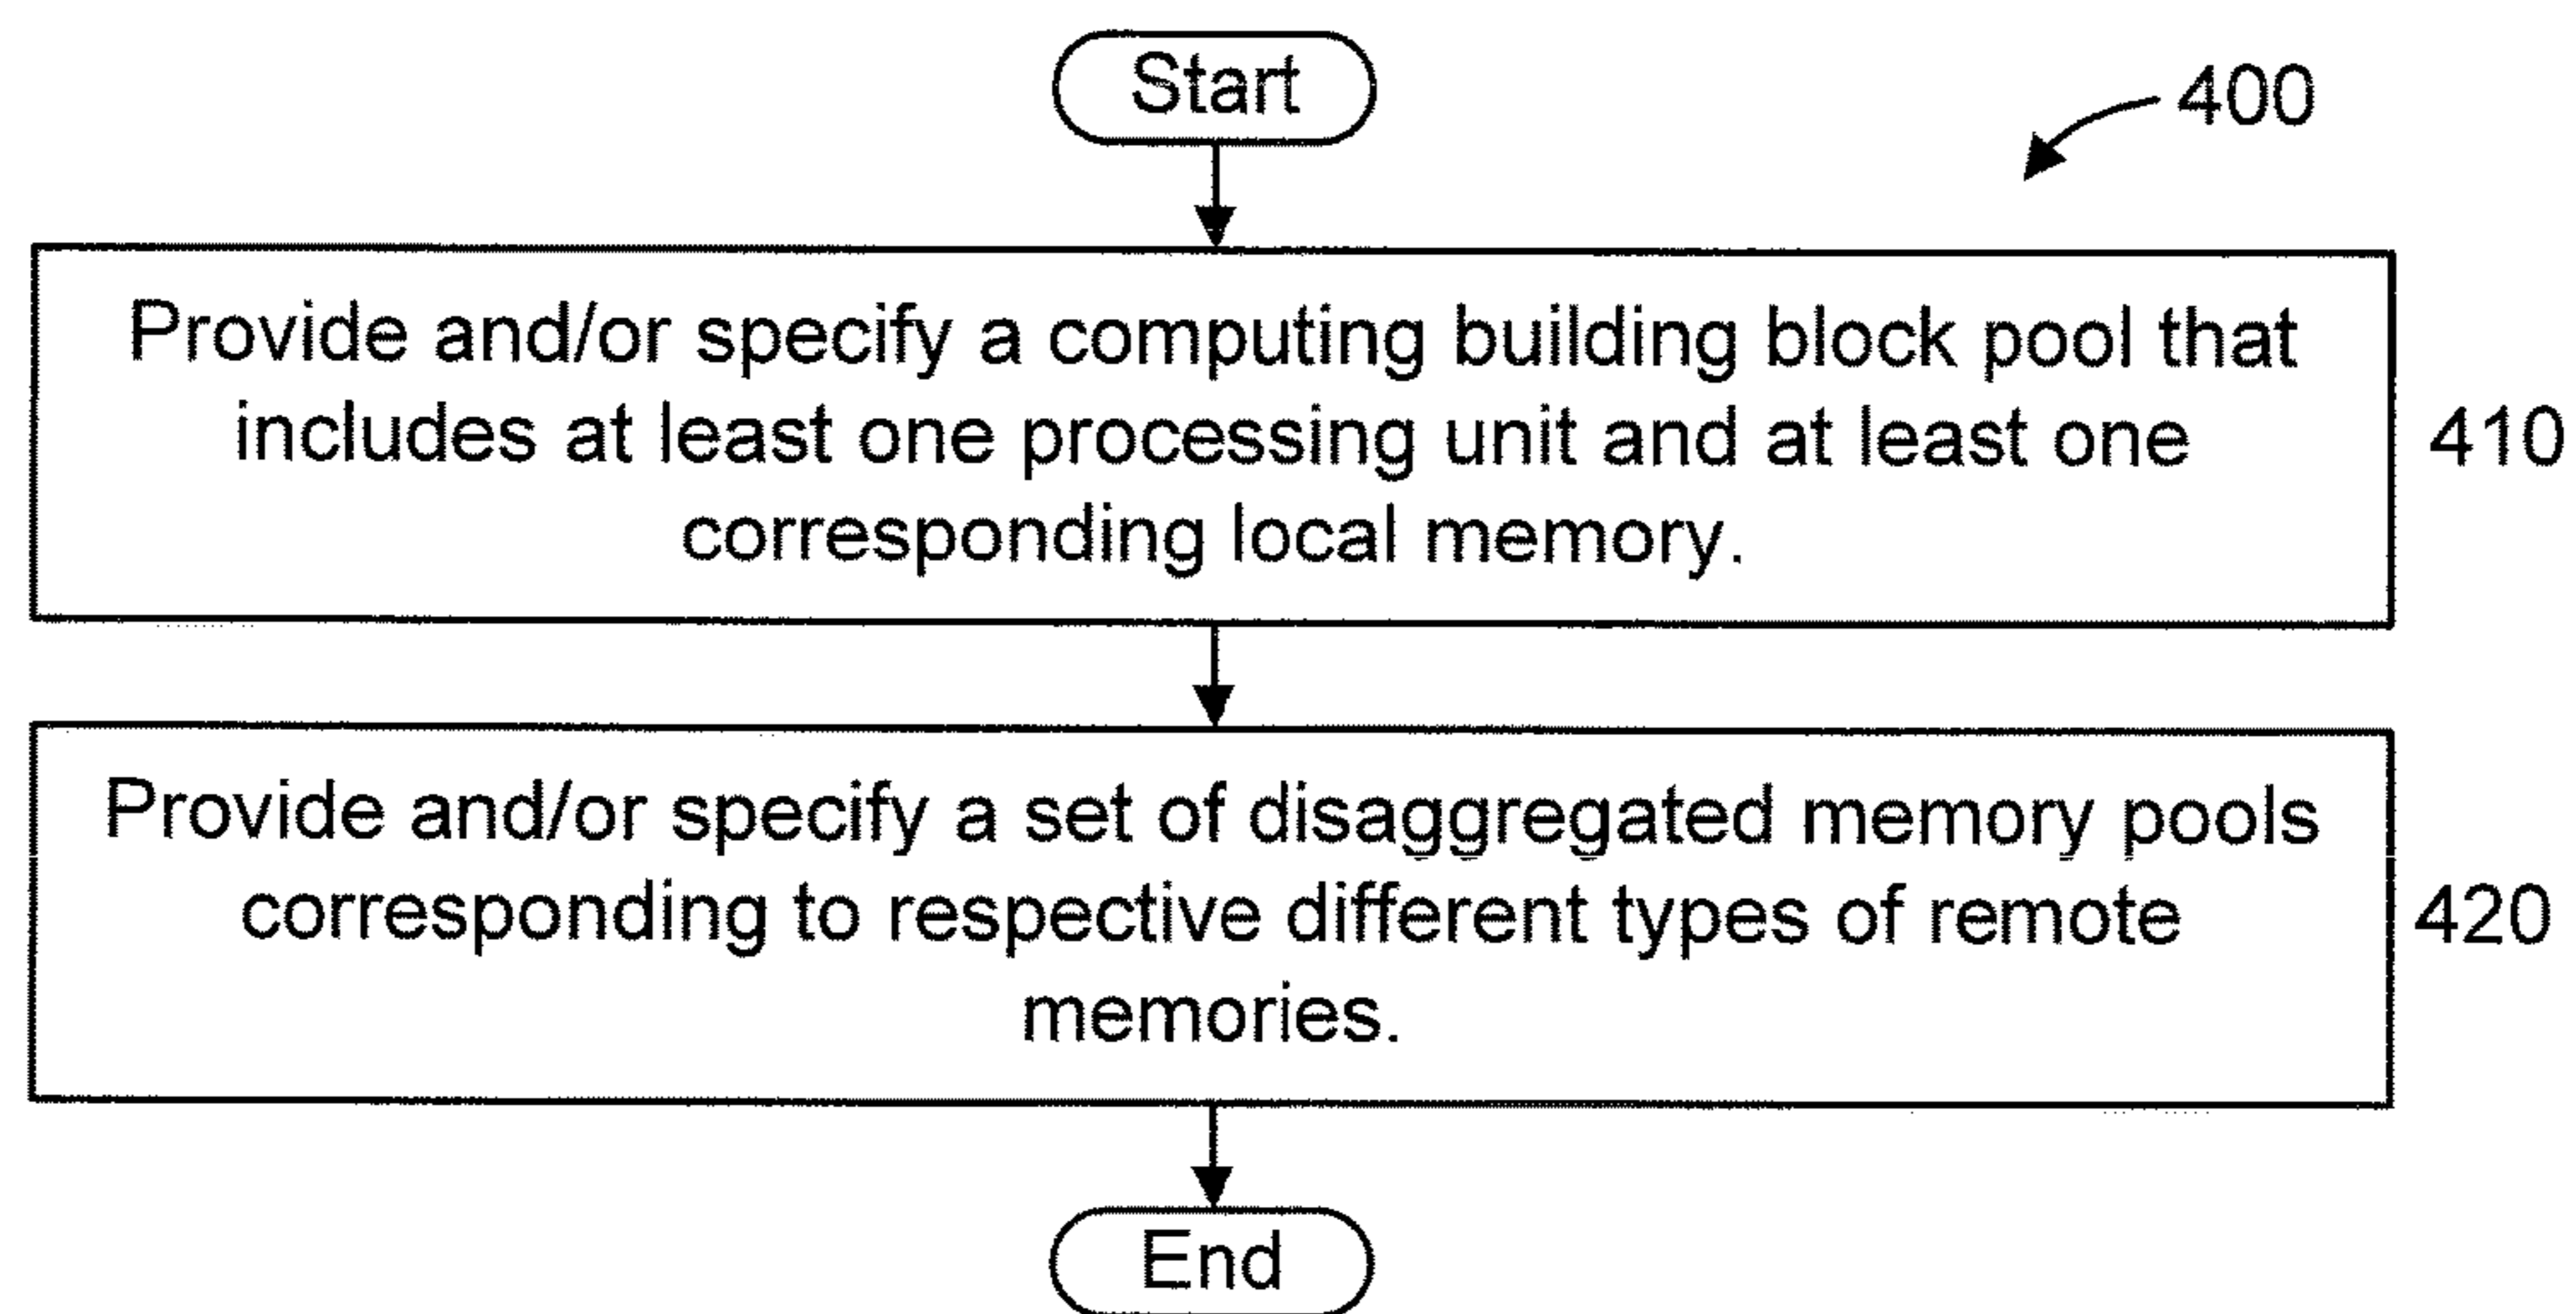 Start
400
Provide and/or specify a computing building block pool that
includes at least one processing unit and at least one
corresponding local memory.
410
Provide and/or specify a set of disaggregated memory pools
corresponding to respective different types of remote
memories.
420
End